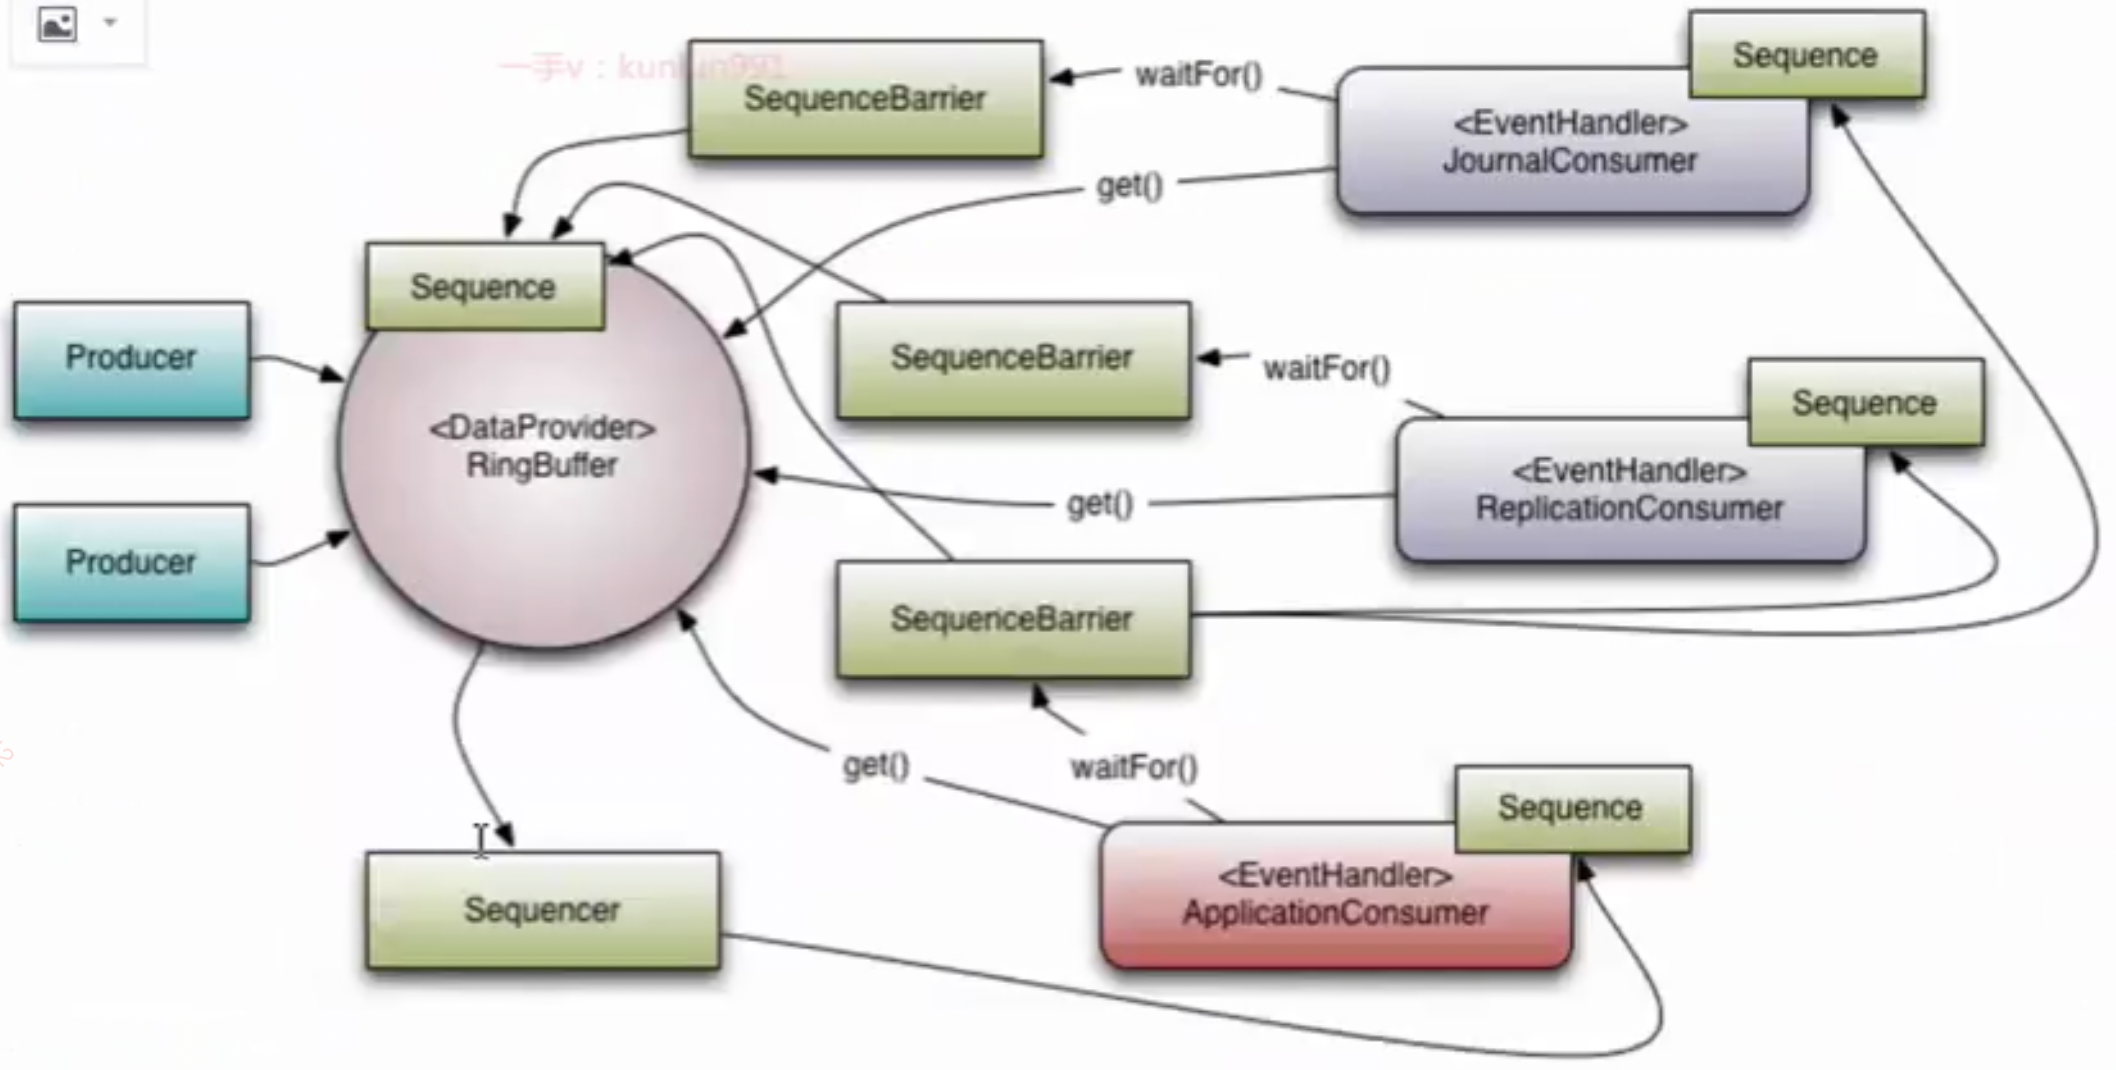 一手v：kunlun991
SequenceBarrier
waitFor()
Sequence
<EventHandler>
JournalConsumer
get()
Sequence
Producer
<DataProvider>
RingBuffer
SequenceBarrier
waitFor()
Sequence
<EventHandler>
ReplicationConsumer
get()
Producer
SequenceBarrier
get()
waitFor()
Sequence
<EventHandler>
ApplicationConsumer
Sequencer